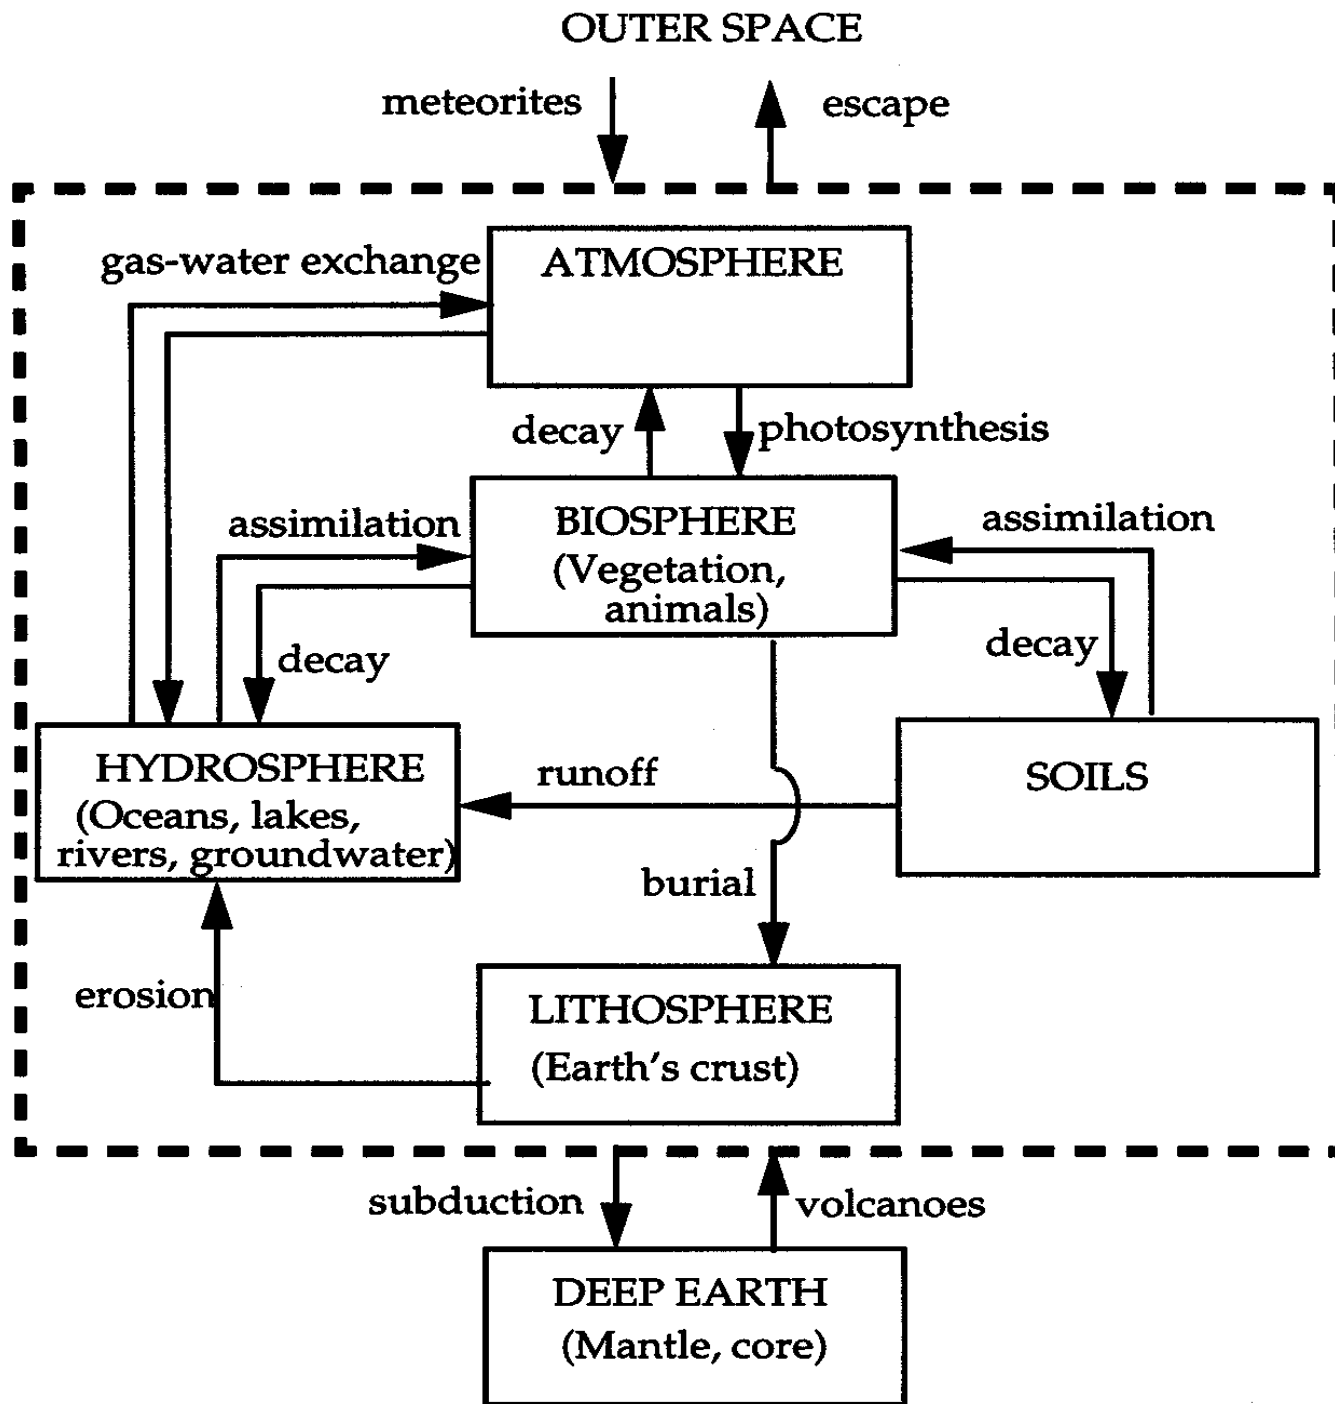 OUTER SPACE
meteorites
escape
gas-water exchange
ATMOSPHERE
decay
photosynthesis
assimilation
BIOSPHERE
(Vegetation,
animals)
assimilation
decay
decay
HYDROSPHERE
(Oceans, lakes,
rivers, groundwater)
runoff
SOILS
burial
erosion
LITHOSPHERE
(Earth's crust)
subduction
volcanoes
DEEP EARTH
(Mantle, core)